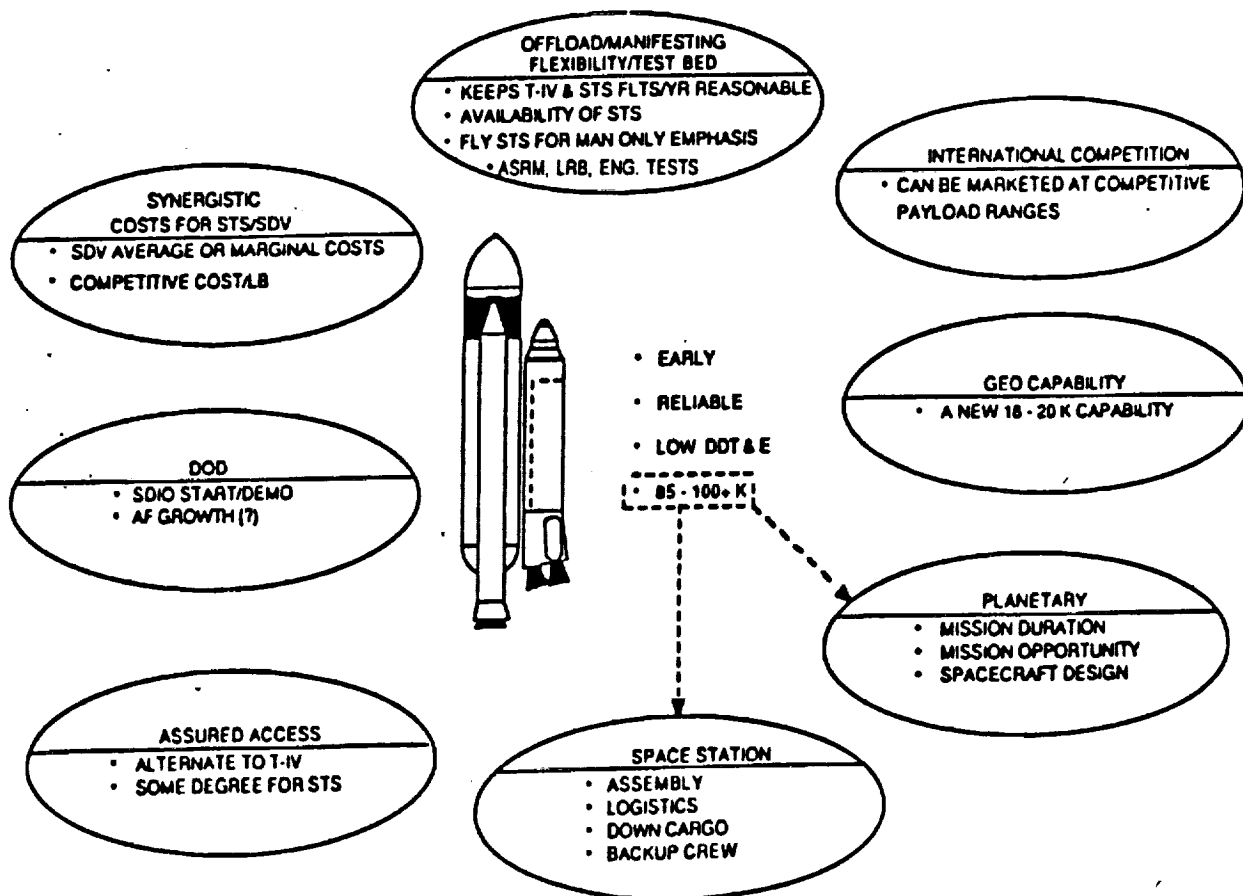 OFFLOAD/MANIFESTING
FLEXIBILITY/TEST BED
• KEEPS T-IV & STS FLTS/YR REASONABLE
• AVAILABILITY OF STS
• FLY STS FOR MAN ONLY EMPHASIS
• ASRM, LRB, ENG. TESTS
SYNERGISTIC
COSTS FOR STS/SDV
• SDV AVERAGE OR MARGINAL COSTS
• COMPETITIVE COST/LB
INTERNATIONAL COMPETITION
• CAN BE MARKETED AT COMPETITIVE
PAYLOAD RANGES
• EARLY
• RELIABLE
• LOW DDT & E
• 85 - 100+ K
GEO CAPABILITY
• A NEW 18 - 20 K CAPABILITY
DOD
• SDIO START/DEMO
• AF GROWTH (?)
PLANETARY
• MISSION DURATION
• MISSION OPPORTUNITY
• SPACECRAFT DESIGN
ASSURED ACCESS
• ALTERNATE TO T-IV
• SOME DEGREE FOR STS
SPACE STATION
• ASSEMBLY
• LOGISTICS
• DOWN CARGO
• BACKUP CREW